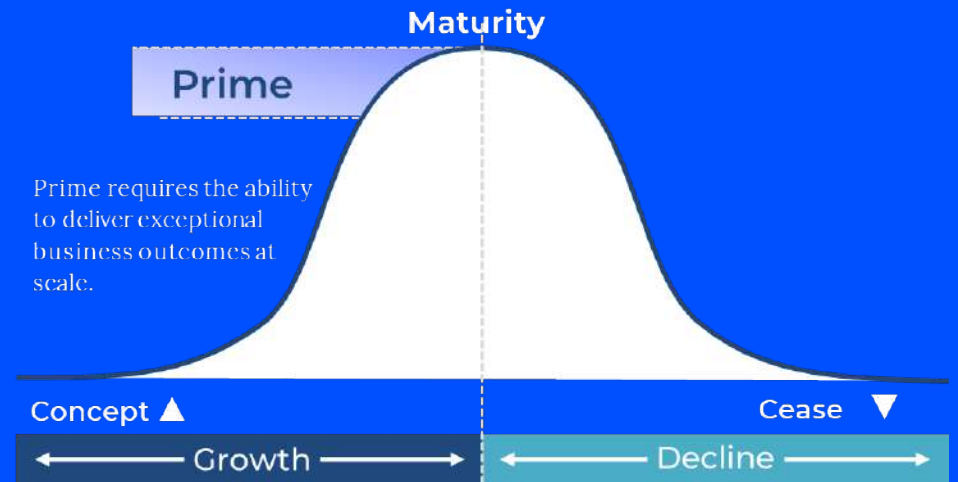 Maturity
Prime
Prime requires the ability
to deliver exceptional
business outcomes at
scale.
Concept
Cease
Growth
Decline